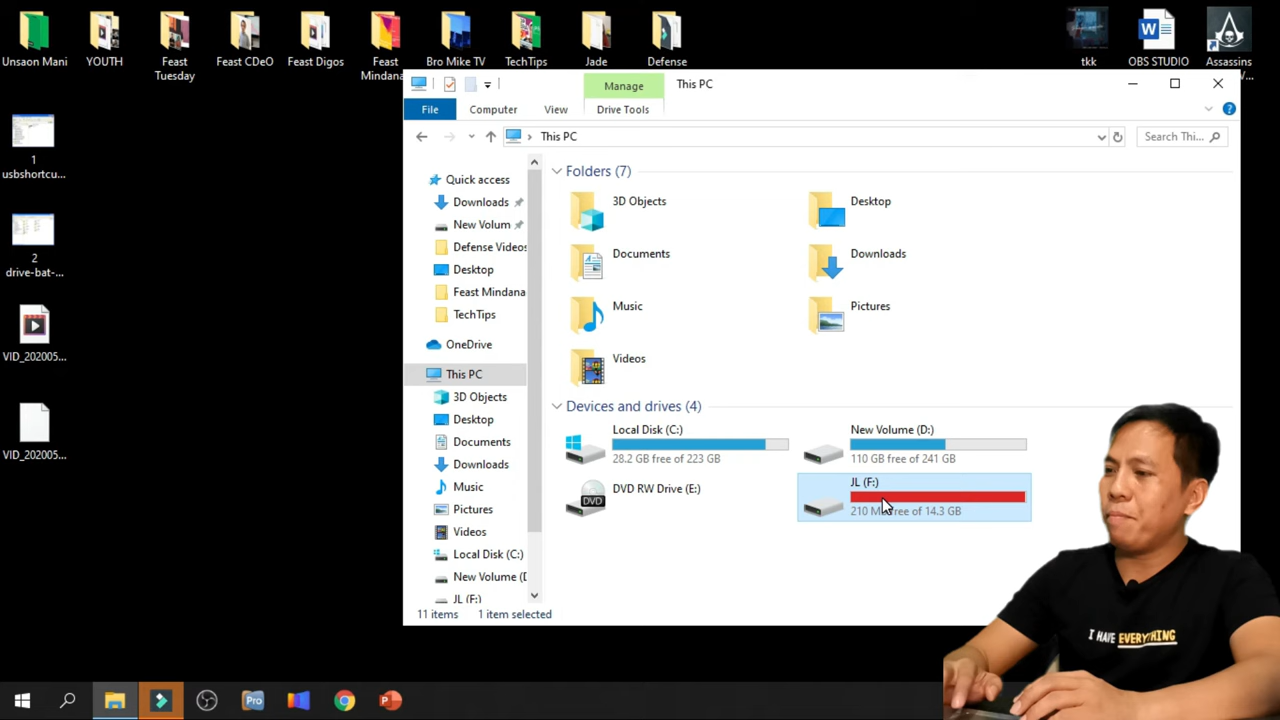 Unsaon Mani
YOUTH
Feast
Tuesday
Feast CDeO
Feast Digos
Feast
Mindana
Bro Mike TV
TechTips
Jade
Defense
tkk
OBS STUDIO
Assassins
V...
W
1
usbshortcu...
2
drive-bat-...
VID_202005...
VID_202005...
Manage
This PC
File
Computer
View
Drive Tools
This PC
Search Thi...
Quick access
Downloads
New Volum
Defense Videos
Desktop
Feast Mindana
TechTips
OneDrive
This PC
3D Objects
Desktop
Documents
Downloads
Music
Pictures
Videos
Local Disk (C:)
New Volume (D
JL (F:)
Folders (7)
3D Objects
Desktop
Documents
Downloads
Music
Pictures
Videos
Devices and drives (4)
Local Disk (C:)
28.2 GB free of 223 GB
New Volume (D:)
110 GB free of 241 GB
DVD
DVD RW Drive (E:)
JL (F:)
210 M free of 14.3 GB
11 items
1 item selected
I HAVE EVERYTHING
Pro
P